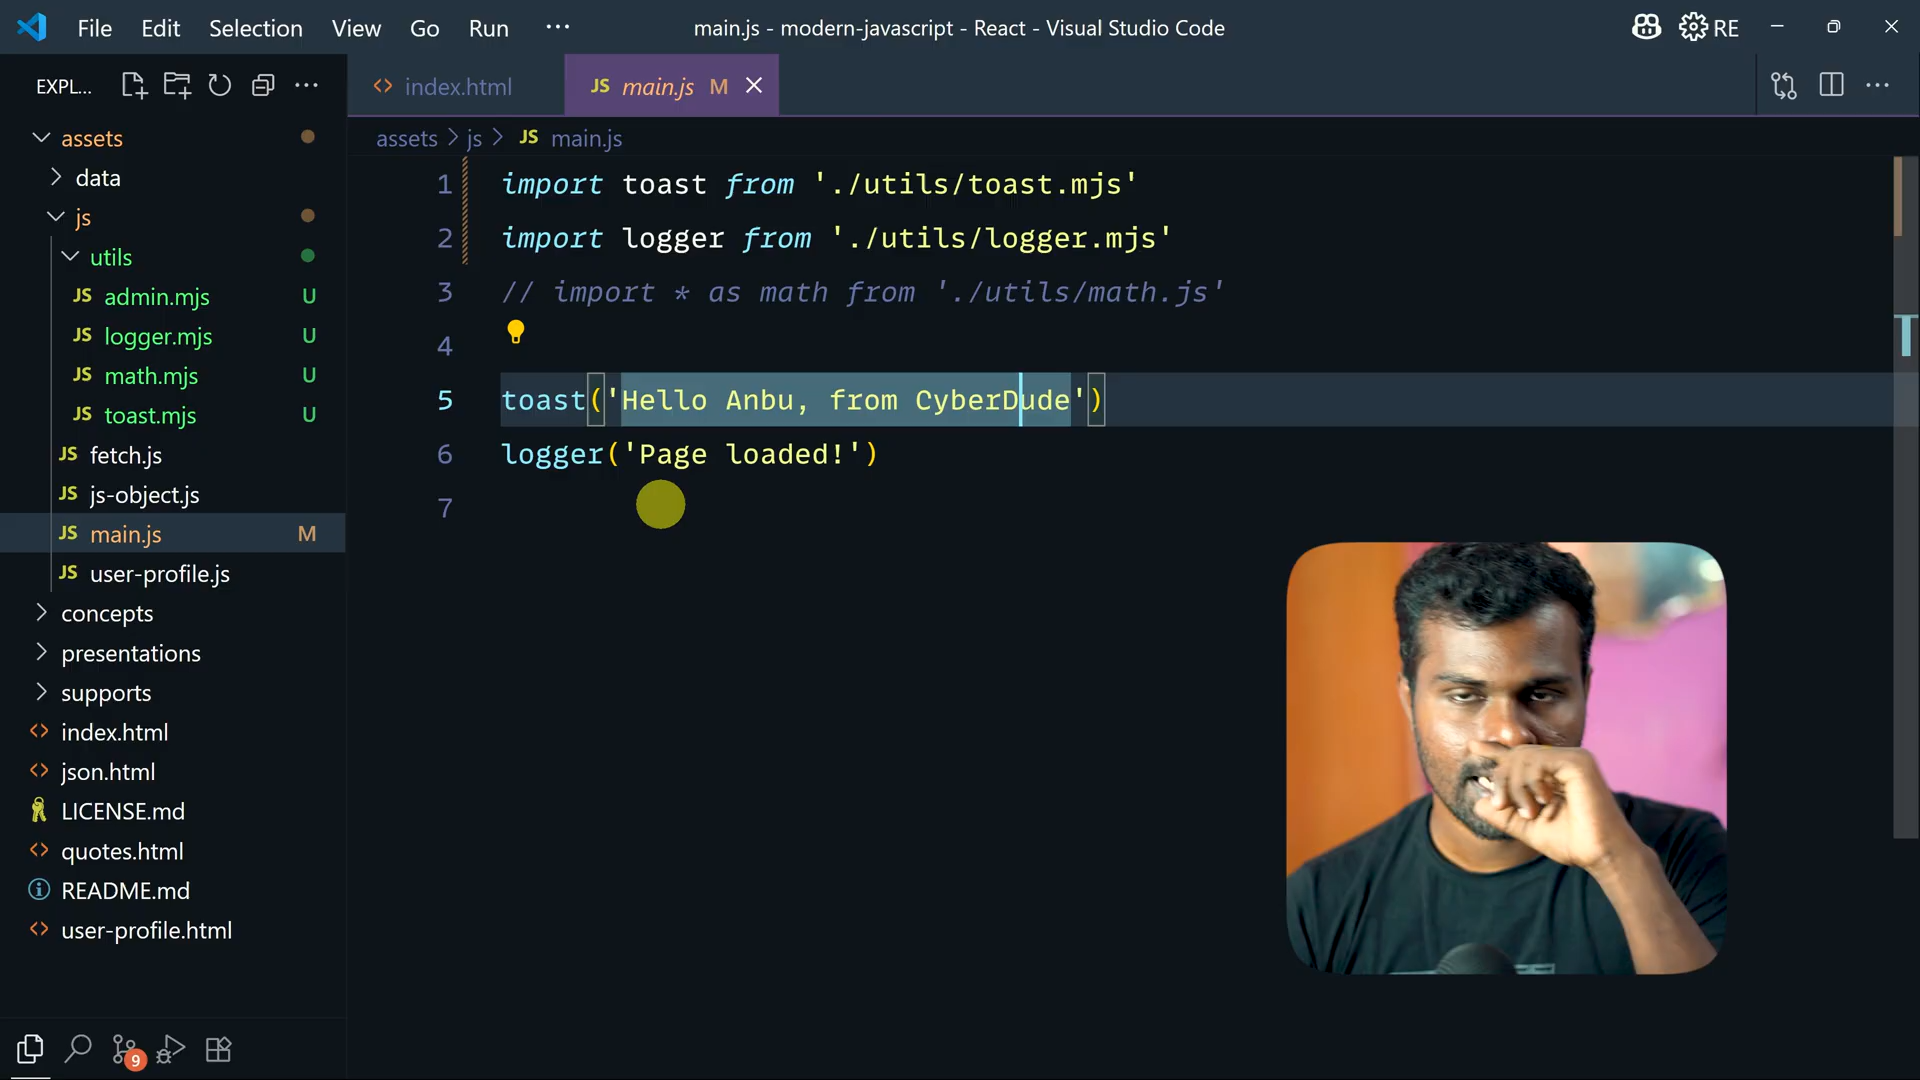 File Edit Selection View Go Run ··· main.js - modern-javascript - React - Visual Studio Code RE
EXPL... ···
index.html JS main.js M
assets > js > JS main.js
assets
data
js
utils
JS admin.mjs U
JS logger.mjs U
JS math.mjs U
JS toast.mjs U
JS fetch.js
JS js-object.js
JS main.js M
JS user-profile.js
concepts
presentations
supports
index.html
json.html
LICENSE.md
quotes.html
README.md
user-profile.html
9
1 import toast from './utils/toast.mjs'
2 import logger from './utils/logger.mjs'
3 // import * as math from './utils/math.js'
4
5 toast('Hello Anbu, from CyberDude')
6 logger('Page loaded!')
7